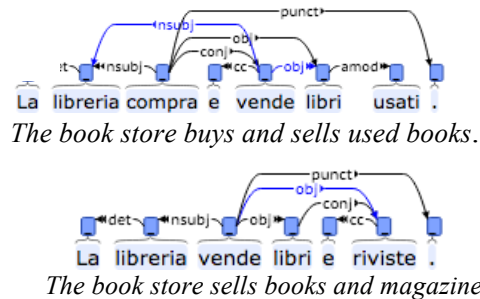 punct
nsubj
obj
conj
et nsubj cc obj amod
La libreria compra e vende libri usati .
The book store buys and sells used books.
punct
obj
conj
det nsubj obj cc
La libreria vende libri e riviste .
The book store sells books and magazine